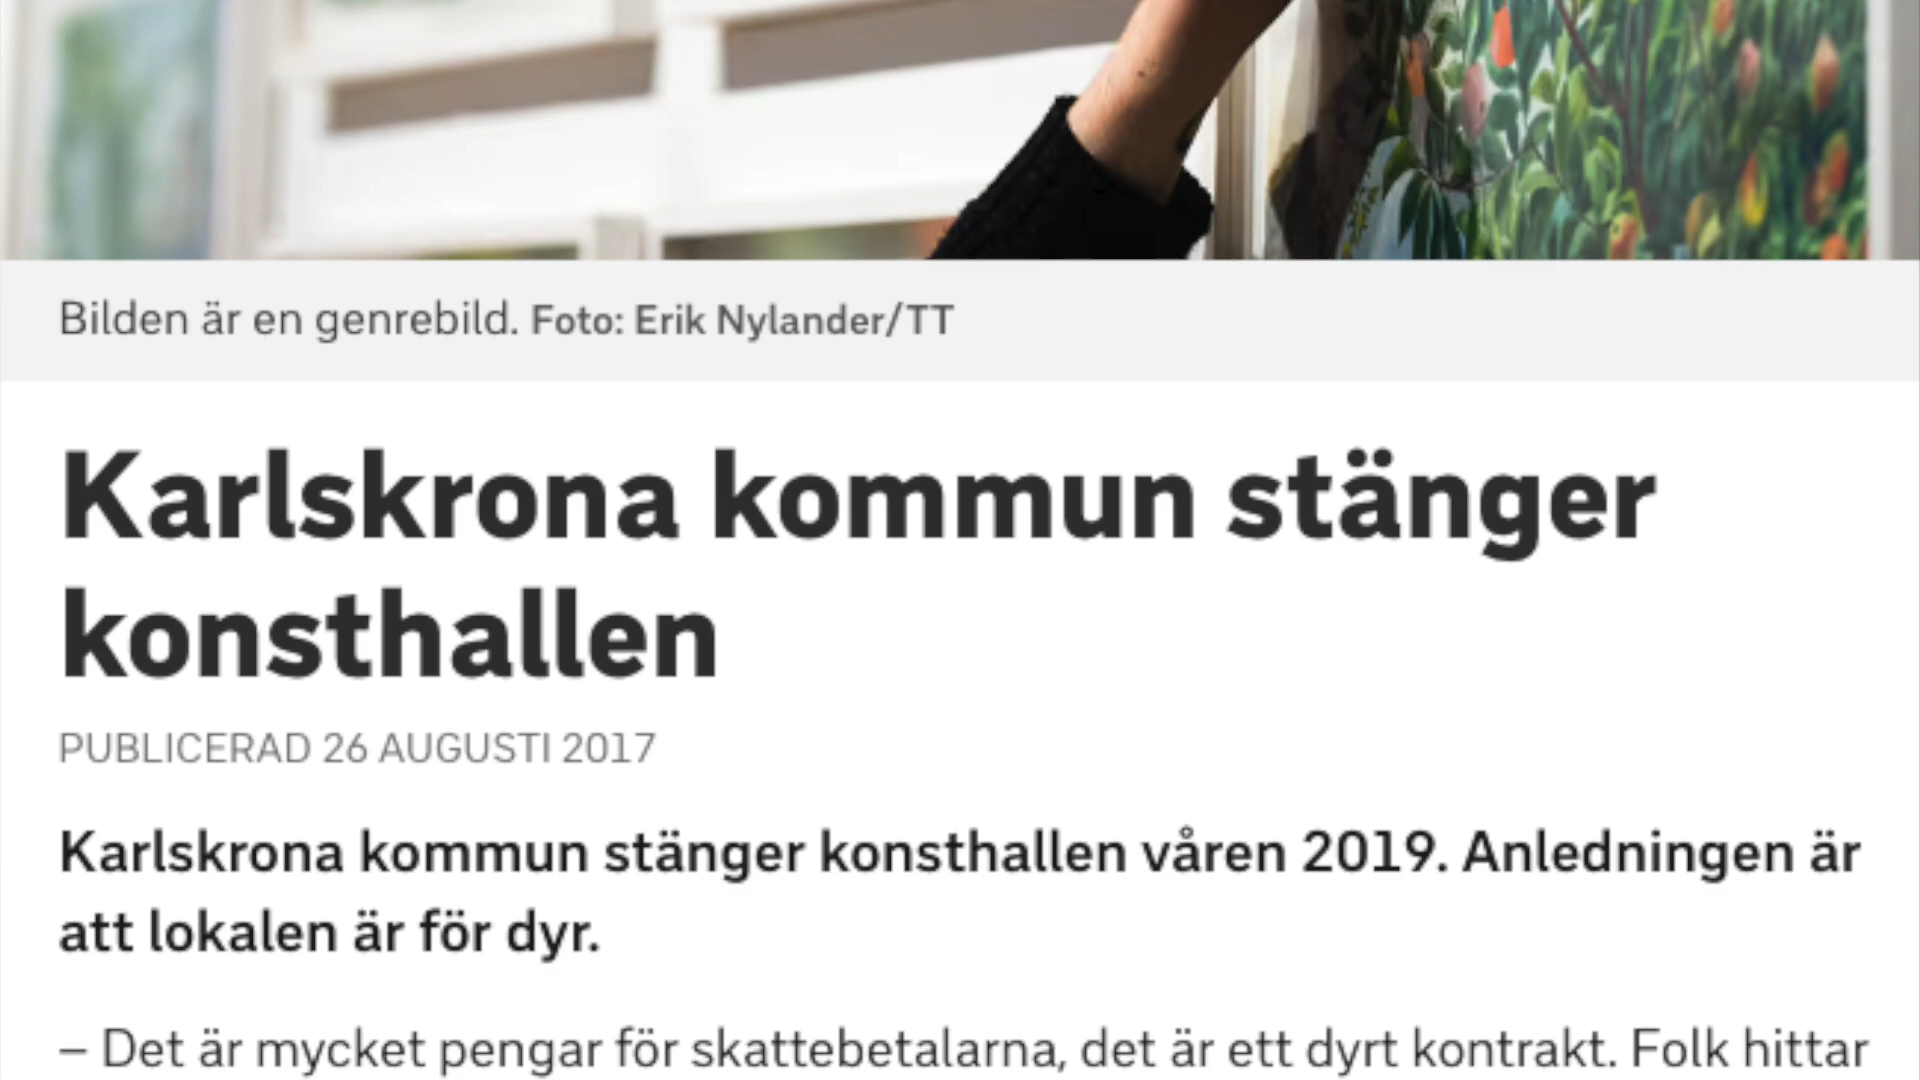 Bilden är en genrebild. Foto: Erik Nylander/TT
Karlskrona kommun stänger
konsthallen
PUBLICERAD 26 AUGUSTI 2017
Karlskrona kommun stänger konsthallen våren 2019. Anledningen är
att lokalen är för dyr.
– Det är mycket pengar för skattebetalarna, det är ett dyrt kontrakt. Folk hittar